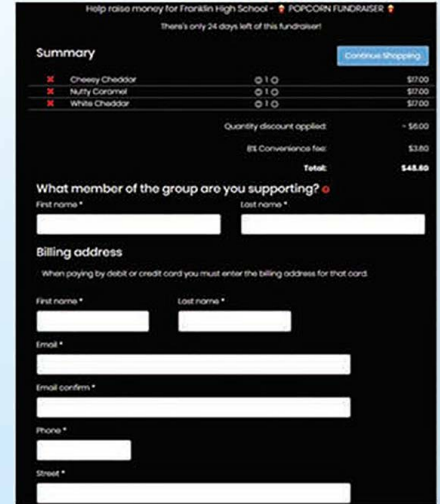 Help raise money for Franklin High School - 🍿 POPCORN FUNDRAISER 🍿
There's only 24 days left of this fundraiser!
Summary
Continue Shopping
Cheesy Cheddar 1 $17.00
Nutty Caramel 1 $17.00
White Cheddar 1 $17.00
Quantity discount applied: - $6.00
8% Convenience fee: $3.60
Total: $48.60
What member of the group are you supporting?
First name * Last name *
Billing address
When paying by debit or credit card you must enter the billing address for that card.
First name * Last name *
Email *
Email confirm *
Phone *
Street *